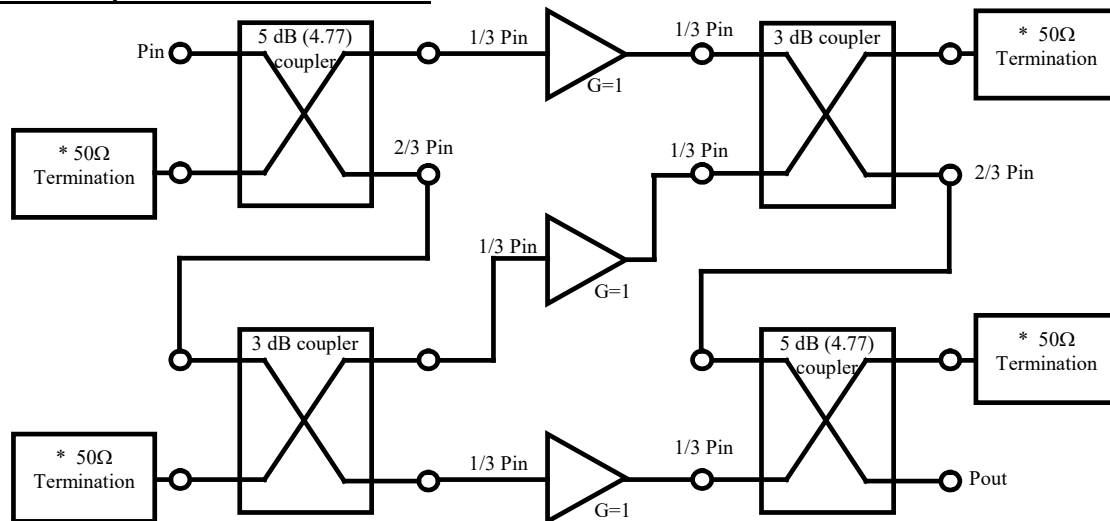 5 dB (4.77)
coupler
1/3 Pin
1/3 Pin
3 dB coupler
* 50Ω
Termination
Pin
G=1
* 50Ω
Termination
2/3 Pin
1/3 Pin
2/3 Pin
1/3 Pin
G=1
3 dB coupler
5 dB (4.77)
coupler
* 50Ω
Termination
* 50Ω
Termination
1/3 Pin
1/3 Pin
G=1
Pout